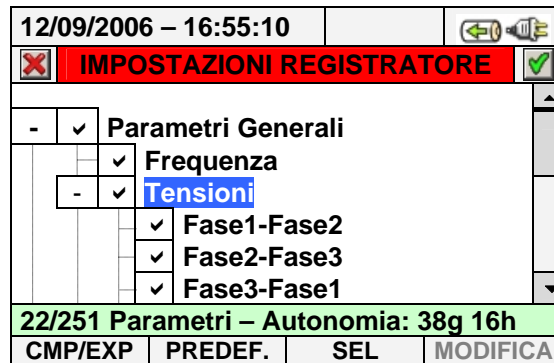 12/09/2006 – 16:55:10
IMPOSTAZIONI REGISTRATORE
- Parametri Generali
Frequenza
- Tensioni
Fase1-Fase2
Fase2-Fase3
Fase3-Fase1
22/251 Parametri – Autonomia: 38g 16h
CMP/EXP PREDEF. SEL MODIFICA